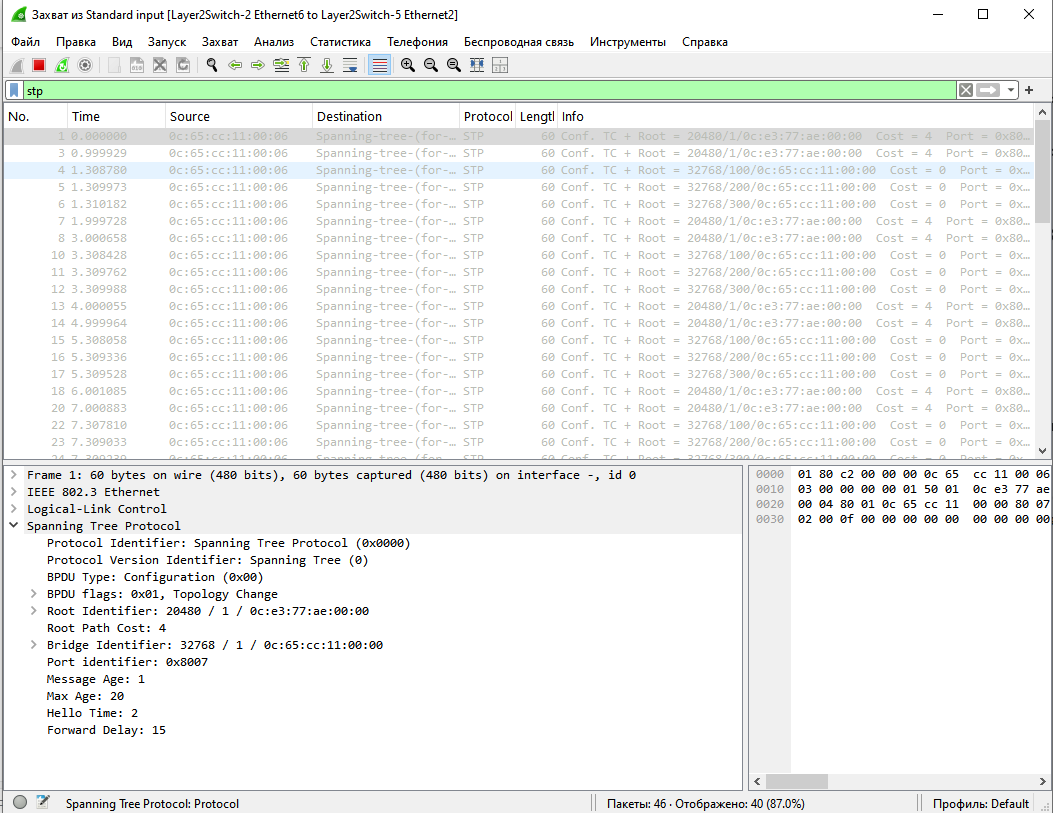 Захват из Standard input [Layer2Switch-2 Ethernet6 to Layer2Switch-5 Ethernet2]
Файл Правка Вид Запуск Захват Анализ Статистика Телефония Беспроводная связь Инструменты Справка
stp
No. Time Source Destination Protocol Lengtl Info
1 0.000000 0c:65:cc:11:00:06 Spanning-tree-(for-… STP 60 Conf. TC + Root = 20480/1/0c:e3:77:ae:00:00 Cost = 4 Port = 0x80…
3 0.999929 0c:65:cc:11:00:06 Spanning-tree-(for-… STP 60 Conf. TC + Root = 20480/1/0c:e3:77:ae:00:00 Cost = 4 Port = 0x80…
4 1.308780 0c:65:cc:11:00:06 Spanning-tree-(for-… STP 60 Conf. TC + Root = 32768/100/0c:65:cc:11:00:00 Cost = 0 Port = 0x…
5 1.309973 0c:65:cc:11:00:06 Spanning-tree-(for-… STP 60 Conf. TC + Root = 32768/200/0c:65:cc:11:00:00 Cost = 0 Port = 0x…
6 1.310182 0c:65:cc:11:00:06 Spanning-tree-(for-… STP 60 Conf. TC + Root = 32768/300/0c:65:cc:11:00:00 Cost = 0 Port = 0x…
7 1.999728 0c:65:cc:11:00:06 Spanning-tree-(for-… STP 60 Conf. TC + Root = 20480/1/0c:e3:77:ae:00:00 Cost = 4 Port = 0x80…
8 3.000658 0c:65:cc:11:00:06 Spanning-tree-(for-… STP 60 Conf. TC + Root = 20480/1/0c:e3:77:ae:00:00 Cost = 4 Port = 0x80…
10 3.308428 0c:65:cc:11:00:06 Spanning-tree-(for-… STP 60 Conf. TC + Root = 32768/100/0c:65:cc:11:00:00 Cost = 0 Port = 0x…
11 3.309762 0c:65:cc:11:00:06 Spanning-tree-(for-… STP 60 Conf. TC + Root = 32768/200/0c:65:cc:11:00:00 Cost = 0 Port = 0x…
12 3.309988 0c:65:cc:11:00:06 Spanning-tree-(for-… STP 60 Conf. TC + Root = 32768/300/0c:65:cc:11:00:00 Cost = 0 Port = 0x…
13 4.000055 0c:65:cc:11:00:06 Spanning-tree-(for-… STP 60 Conf. TC + Root = 20480/1/0c:e3:77:ae:00:00 Cost = 4 Port = 0x80…
14 4.999964 0c:65:cc:11:00:06 Spanning-tree-(for-… STP 60 Conf. TC + Root = 20480/1/0c:e3:77:ae:00:00 Cost = 4 Port = 0x80…
15 5.308058 0c:65:cc:11:00:06 Spanning-tree-(for-… STP 60 Conf. TC + Root = 32768/100/0c:65:cc:11:00:00 Cost = 0 Port = 0x…
16 5.309336 0c:65:cc:11:00:06 Spanning-tree-(for-… STP 60 Conf. TC + Root = 32768/200/0c:65:cc:11:00:00 Cost = 0 Port = 0x…
17 5.309528 0c:65:cc:11:00:06 Spanning-tree-(for-… STP 60 Conf. TC + Root = 32768/300/0c:65:cc:11:00:00 Cost = 0 Port = 0x…
18 6.001085 0c:65:cc:11:00:06 Spanning-tree-(for-… STP 60 Conf. TC + Root = 20480/1/0c:e3:77:ae:00:00 Cost = 4 Port = 0x80…
20 7.000883 0c:65:cc:11:00:06 Spanning-tree-(for-… STP 60 Conf. TC + Root = 20480/1/0c:e3:77:ae:00:00 Cost = 4 Port = 0x80…
22 7.307810 0c:65:cc:11:00:06 Spanning-tree-(for-… STP 60 Conf. TC + Root = 32768/100/0c:65:cc:11:00:00 Cost = 0 Port = 0x…
23 7.309033 0c:65:cc:11:00:06 Spanning-tree-(for-… STP 60 Conf. TC + Root = 32768/200/0c:65:cc:11:00:00 Cost = 0 Port = 0x…
Frame 1: 60 bytes on wire (480 bits), 60 bytes captured (480 bits) on interface -, id 0
IEEE 802.3 Ethernet
Logical-Link Control
Spanning Tree Protocol
Protocol Identifier: Spanning Tree Protocol (0x0000)
Protocol Version Identifier: Spanning Tree (0)
BPDU Type: Configuration (0x00)
BPDU flags: 0x01, Topology Change
Root Identifier: 20480 / 1 / 0c:e3:77:ae:00:00
Root Path Cost: 4
Bridge Identifier: 32768 / 1 / 0c:65:cc:11:00:00
Port identifier: 0x8007
Message Age: 1
Max Age: 20
Hello Time: 2
Forward Delay: 15
0000 01 80 c2 00 00 00 0c 65 cc 11 00 06
0010 03 00 00 00 00 00 01 50 01 0c e3 77 ae
0020 00 04 80 01 0c 65 cc 11 00 00 80 07
0030 02 00 0f 00 00 00 00 00 00 00 00 00
Spanning Tree Protocol: Protocol
Пакеты: 46 · Отображено: 40 (87.0%)
Профиль: Default